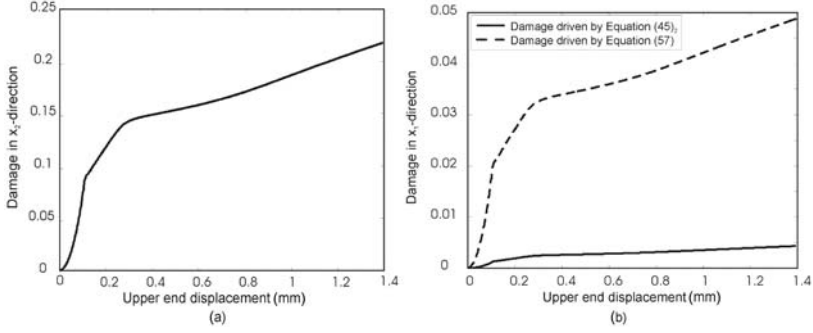 0.25
0.2
0.15
0.1
0.05
0
Damage in x₂-direction
0 0.2 0.4 0.6 0.8 1 1.2 1.4
Upper end displacement (mm)
(a)
0.05
0.04
0.03
0.02
0.01
0
Damage in x₁-direction
Damage driven by Equation (45)₂
Damage driven by Equation (57)
0 0.2 0.4 0.6 0.8 1.0 1.2 1.4
Upper end displacement (mm)
(b)